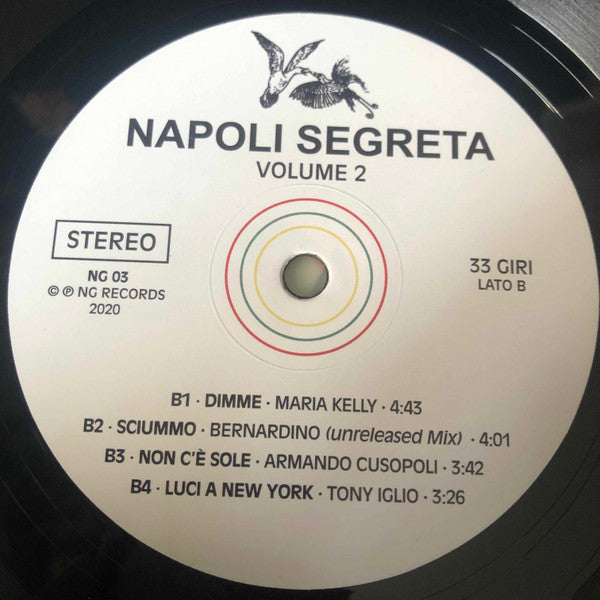 NAPOLI SEGRETA
VOLUME 2
STEREO
NG 03
© ℗ NG RECORDS
2020
33 GIRI
LATO B
B1 · DIMME · MARIA KELLY · 4:43
B2 · SCIUMMO · BERNARDINO (unreleased Mix) · 4:01
B3 · NON C'È SOLE · ARMANDO CUSOPOLI · 3:42
B4 · LUCI A NEW YORK · TONY IGLIO · 3:26